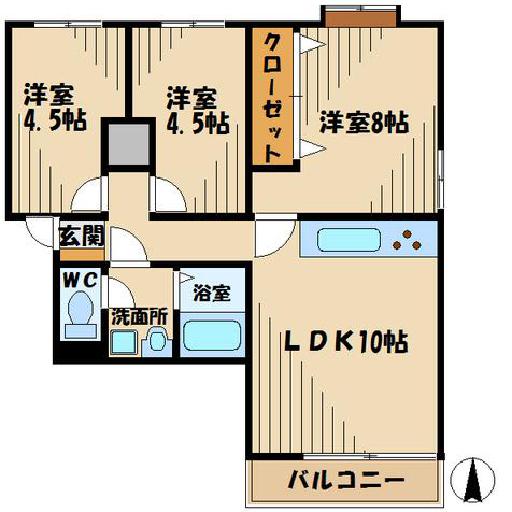 洋室
4.5帖
洋室
4.5帖
クローゼット
洋室8帖
玄関
WC
洗面所
浴室
LDK10帖
バルコニー